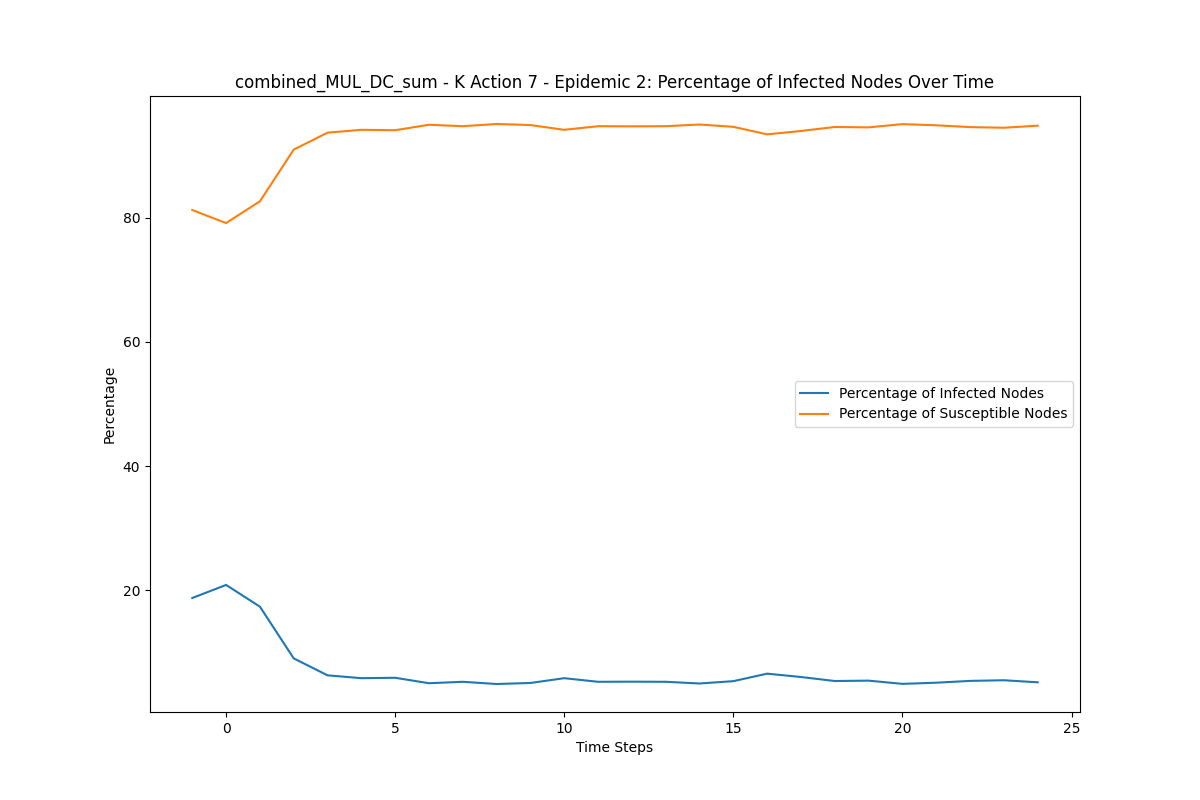 combined_MUL_DC_sum - K Action 7 - Epidemic 2: Percentage of Infected Nodes Over Time
Percentage
80
60
40
20
Percentage of Infected Nodes
Percentage of Susceptible Nodes
0 5 10 15 20 25
Time Steps